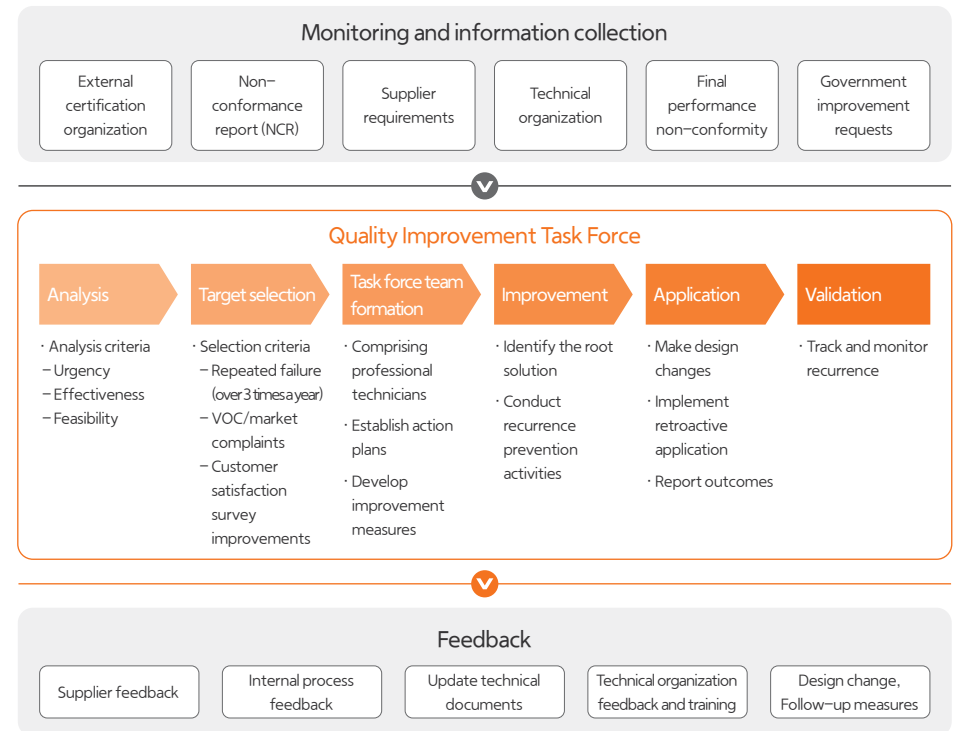 Monitoring and information collection
External
certification
organization
Non-
conformance
report (NCR)
Supplier
requirements
Technical
organization
Final
performance
non-conformity
Government
improvement
requests
Quality Improvement Task Force
Analysis
· Analysis criteria
- Urgency
- Effectiveness
- Feasibility
Target selection
· Selection criteria
- Repeated failure
(over 3 times a year)
- VOC/market
complaints
- Customer
satisfaction
survey
improvements
Task force team
formation
· Comprising
professional
technicians
· Establish action
plans
· Develop
improvement
measures
Improvement
· Identify the root
solution
· Conduct
recurrence
prevention
activities
Application
· Make design
changes
· Implement
retroactive
application
· Report outcomes
Validation
· Track and monitor
recurrence
Feedback
Supplier feedback
Internal process
feedback
Update technical
documents
Technical organization
feedback and training
Design change,
Follow-up measures